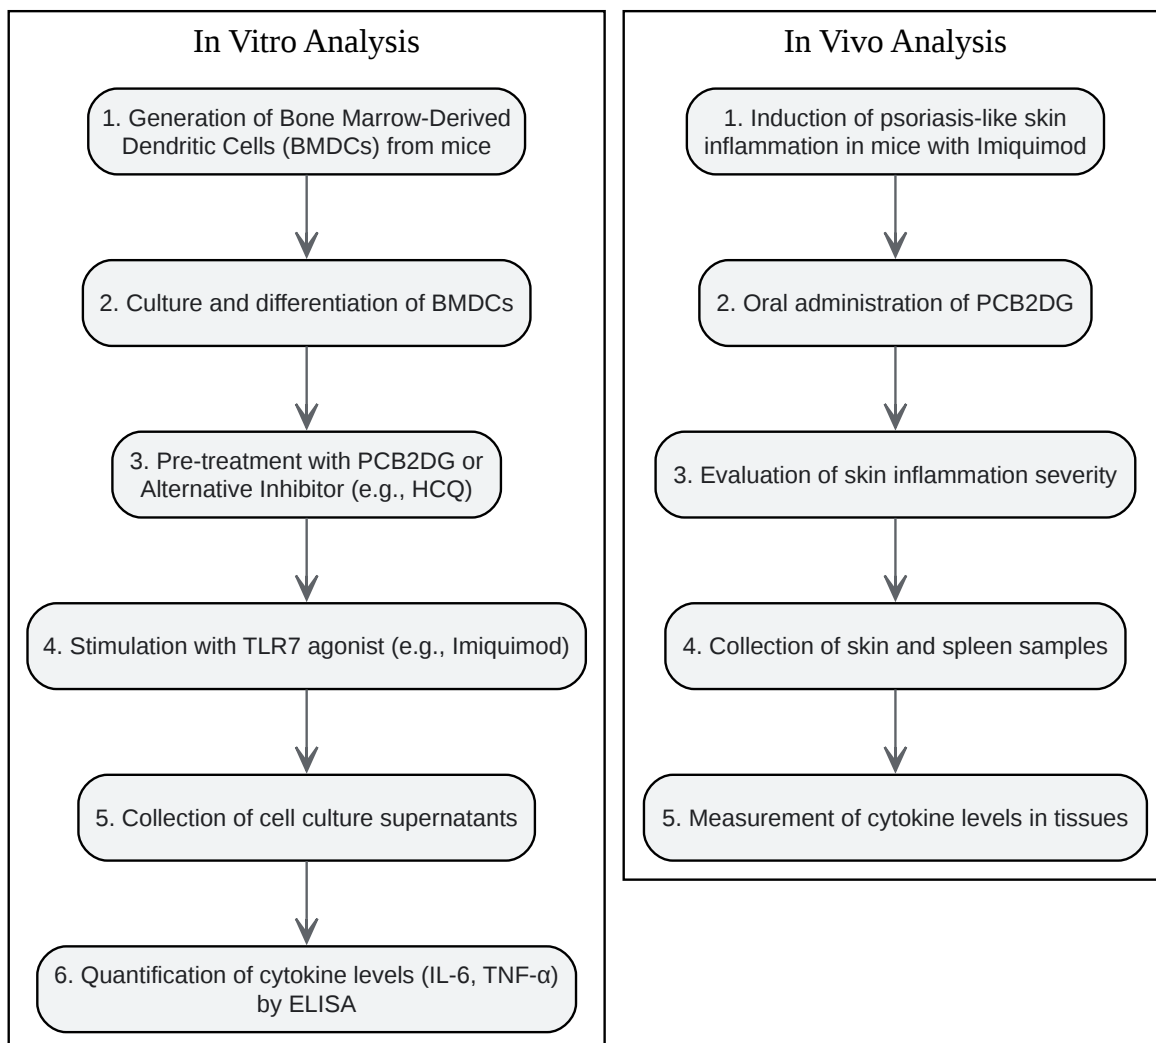 In Vitro Analysis
1. Generation of Bone Marrow-Derived
Dendritic Cells (BMDCs) from mice
2. Culture and differentiation of BMDCs
3. Pre-treatment with PCB2DG or
Alternative Inhibitor (e.g., HCQ)
4. Stimulation with TLR7 agonist (e.g., Imiquimod)
5. Collection of cell culture supernatants
6. Quantification of cytokine levels (IL-6, TNF-α)
by ELISA
In Vivo Analysis
1. Induction of psoriasis-like skin
inflammation in mice with Imiquimod
2. Oral administration of PCB2DG
3. Evaluation of skin inflammation severity
4. Collection of skin and spleen samples
5. Measurement of cytokine levels in tissues